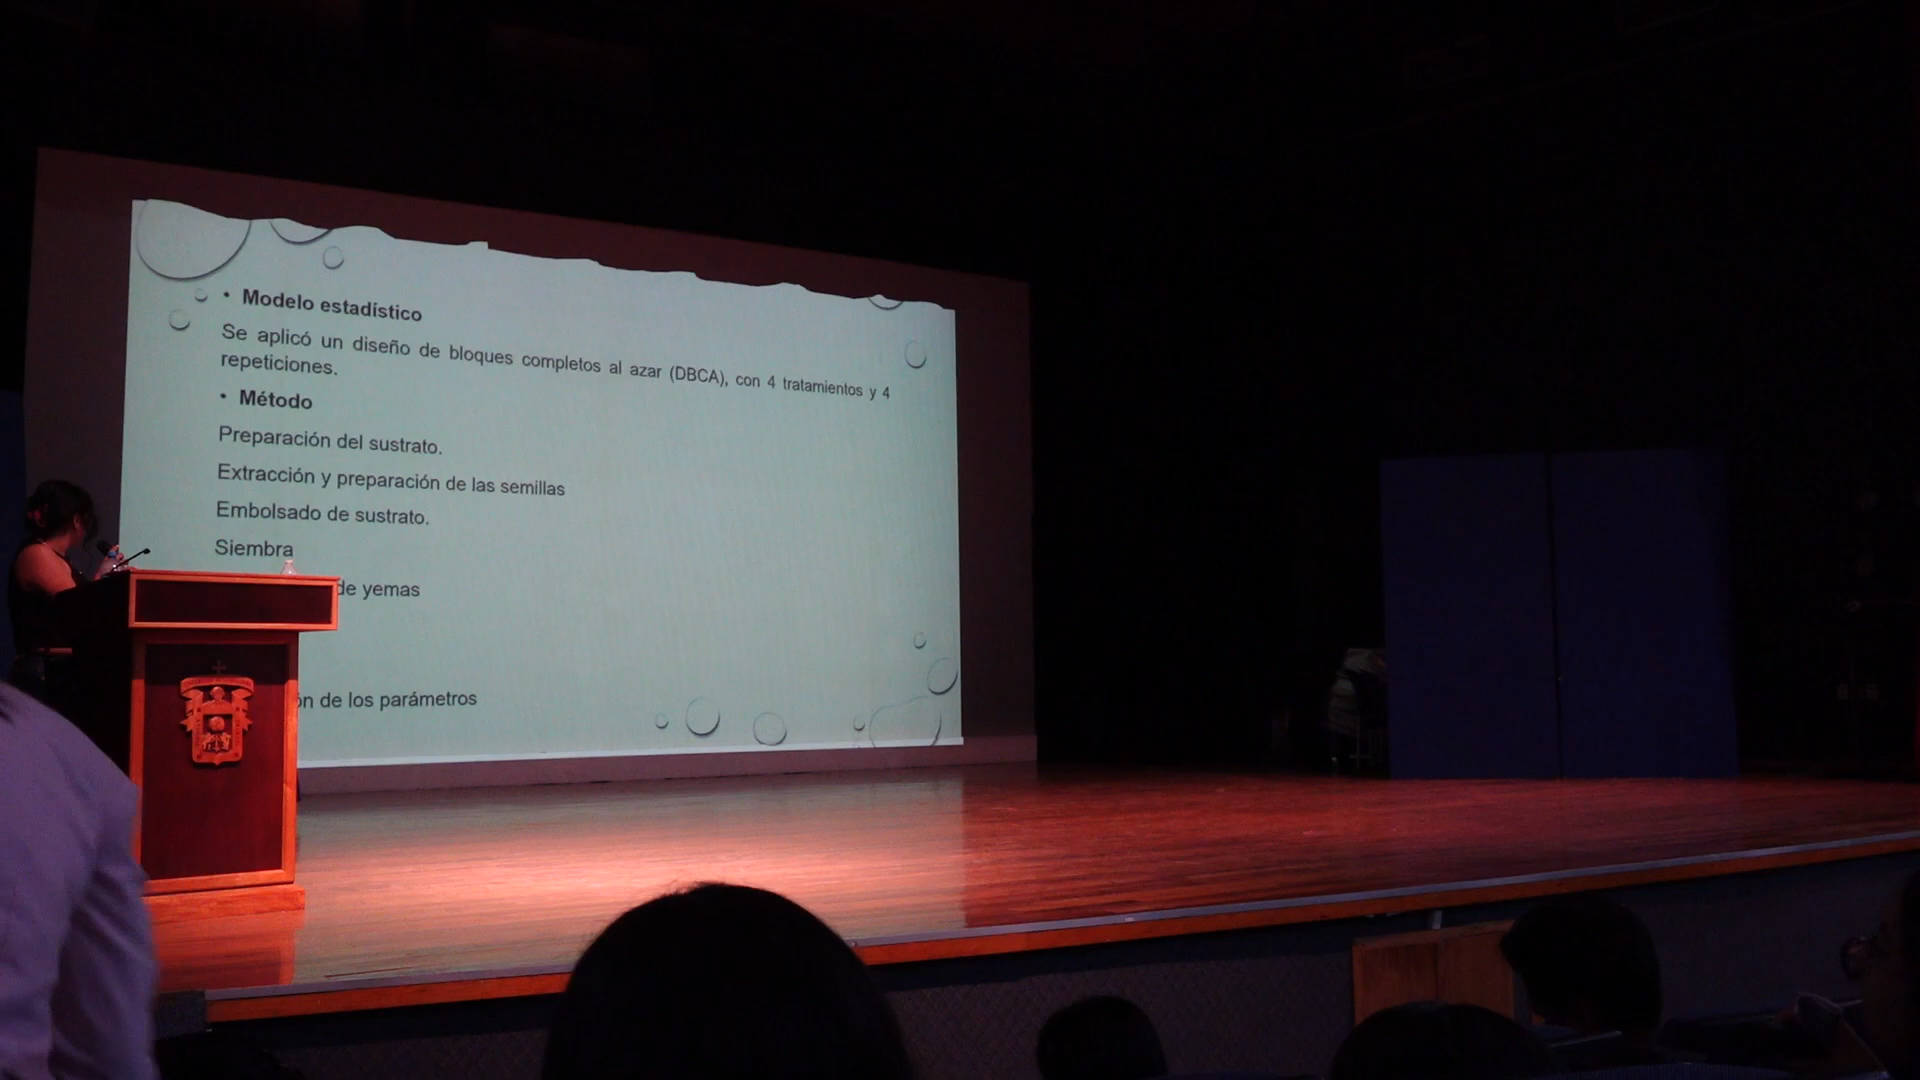 • Modelo estadístico
Se aplicó un diseño de bloques completos al azar (DBCA), con 4 tratamientos y 4
repeticiones.
• Método
Preparación del sustrato.
Extracción y preparación de las semillas
Embolsado de sustrato.
Siembra
de yemas
de los parámetros